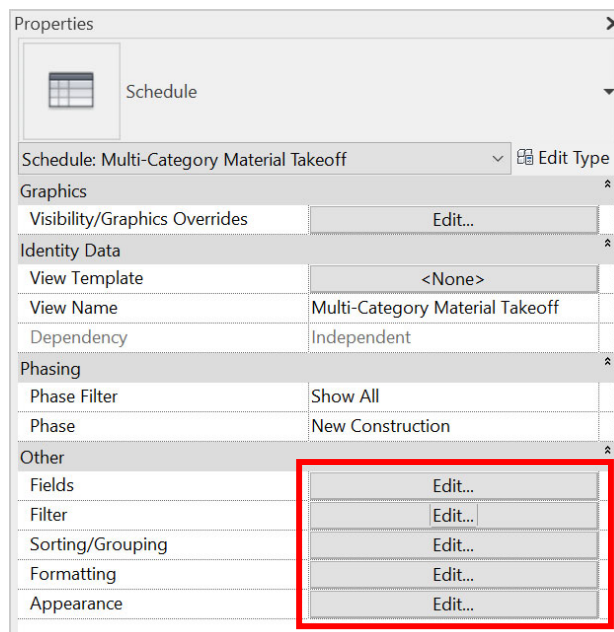 Properties
Schedule
Schedule: Multi-Category Material Takeoff Edit Type
Graphics
Visibility/Graphics Overrides Edit...
Identity Data
View Template <None>
View Name Multi-Category Material Takeoff
Dependency Independent
Phasing
Phase Filter Show All
Phase New Construction
Other
Fields Edit...
Filter Edit...
Sorting/Grouping Edit...
Formatting Edit...
Appearance Edit...